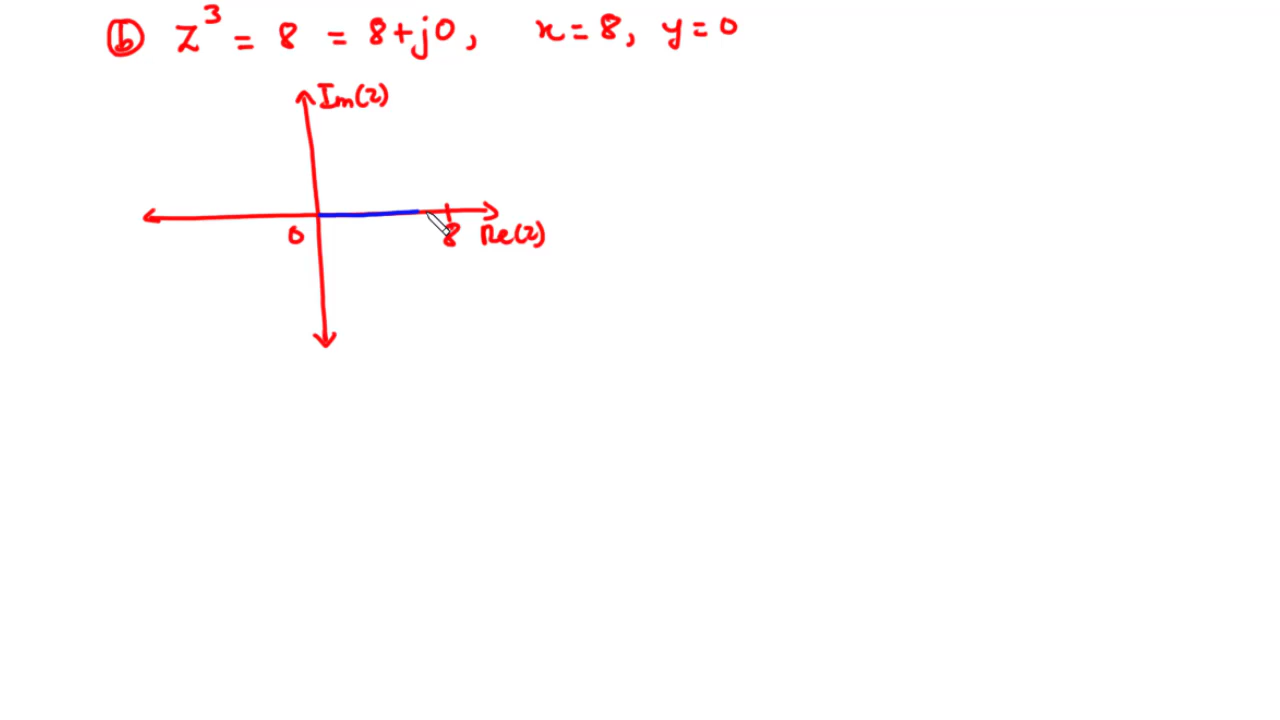 ⓑ z³ = 8 = 8+j0, x=8, y=0
Im(z)
0 8 Re(z)